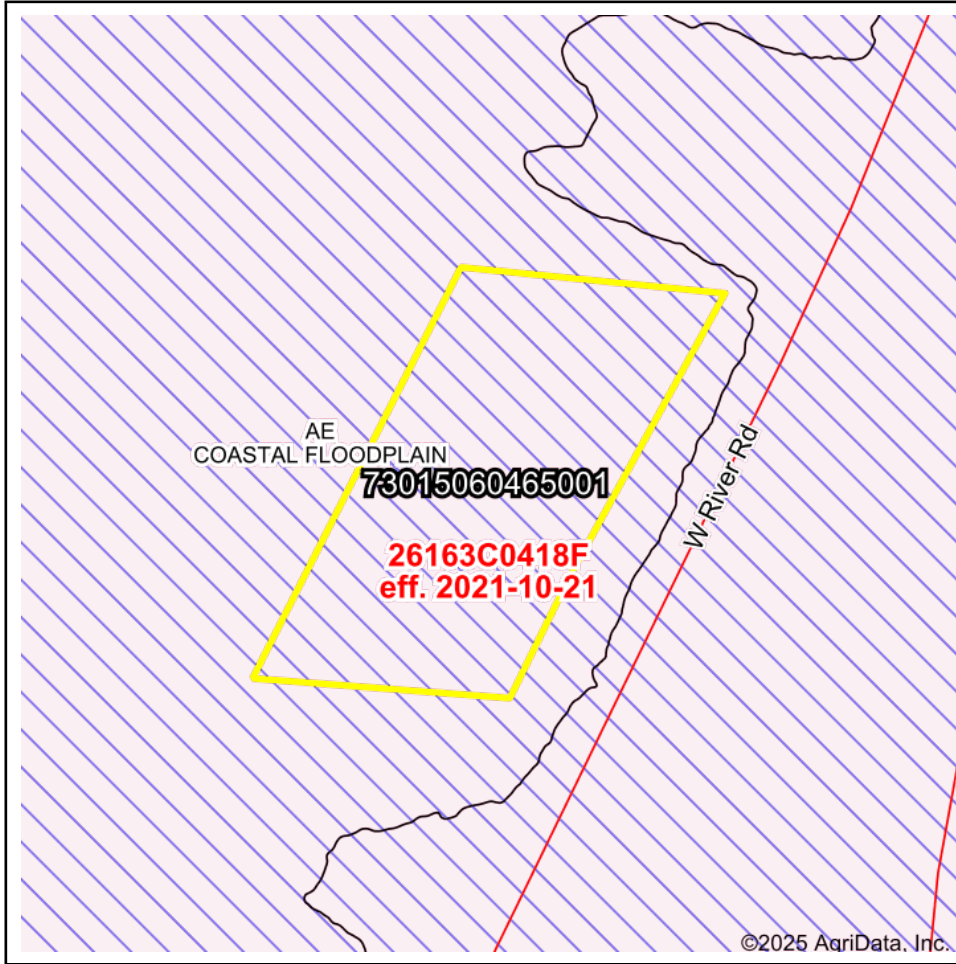 AE
COASTAL FLOODPLAIN
73015060465001
26163C0418F
eff. 2021-10-21
W River Rd
©2025 AgriData, Inc.